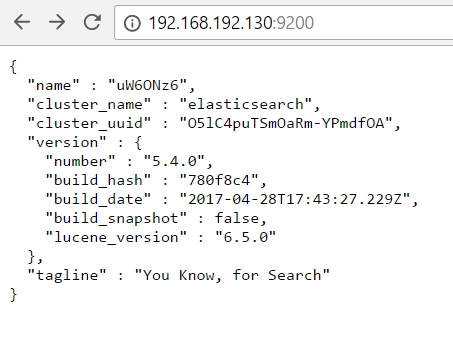 192.168.192.130:9200
{
  "name" : "uW6ONz6",
  "cluster_name" : "elasticsearch",
  "cluster_uuid" : "O5lC4puTSmOaRm-YPmdfOA",
  "version" : {
    "number" : "5.4.0",
    "build_hash" : "780f8c4",
    "build_date" : "2017-04-28T17:43:27.229Z",
    "build_snapshot" : false,
    "lucene_version" : "6.5.0"
  },
  "tagline" : "You Know, for Search"
}